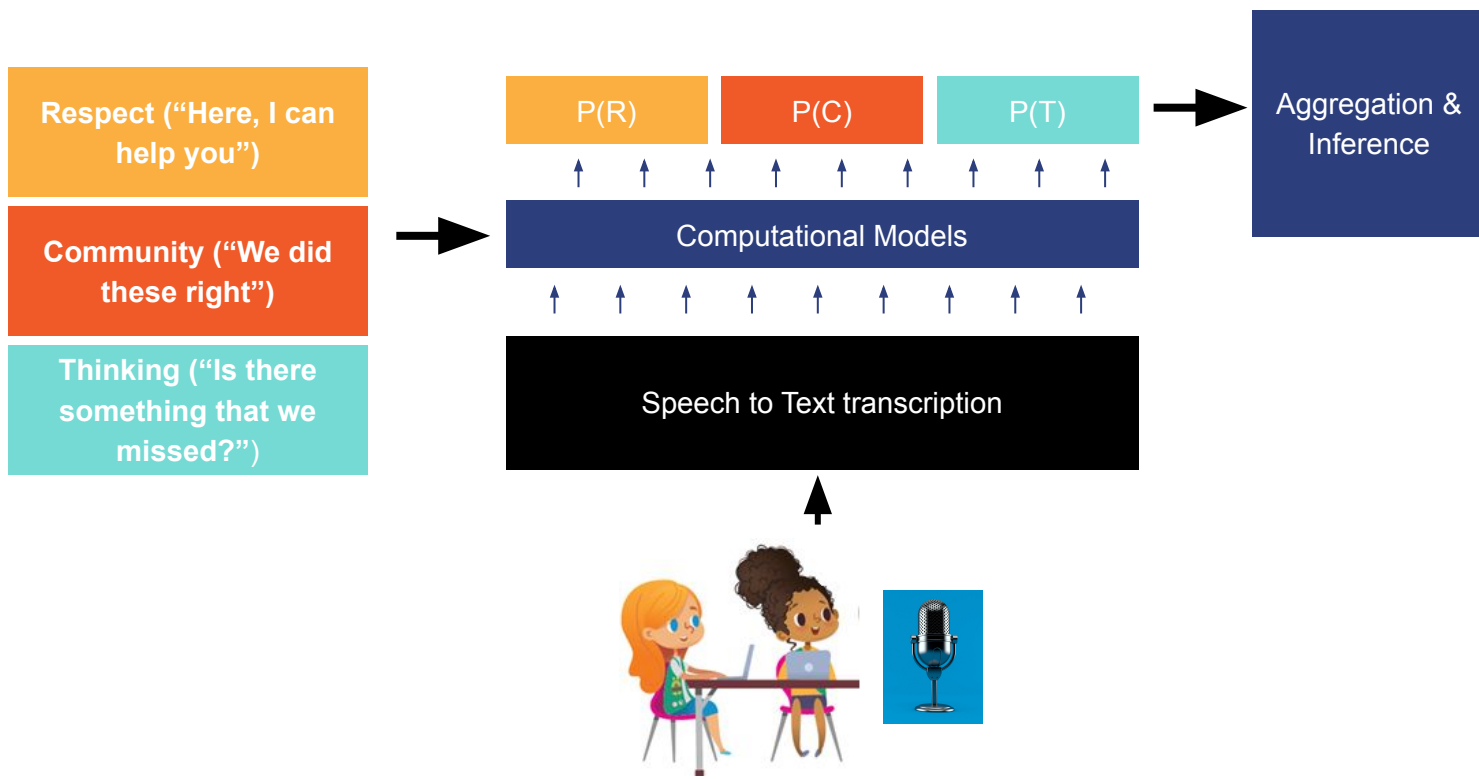 Respect (“Here, I can
help you”)
Community (“We did
these right”)
Thinking (“Is there
something that we
missed?”)
P(R)
P(C)
P(T)
Computational Models
Speech to Text transcription
Aggregation &
Inference